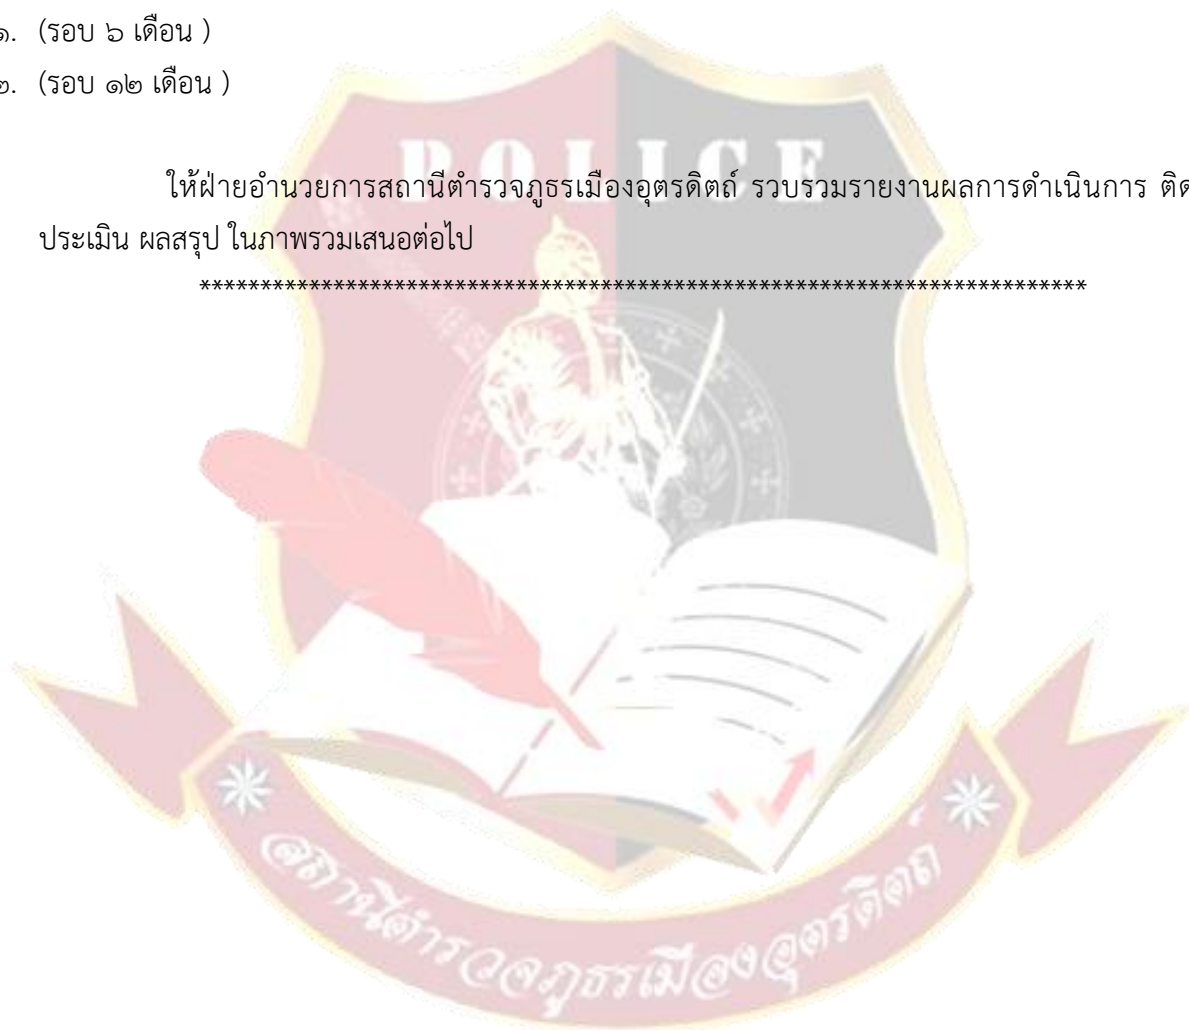 ๑. (รอบ ๖ เดือน )
๒. (รอบ ๑๒ เดือน )
POLICE
ให้ฝ่ายอำนวยการสถานีตำรวจภูธรเมืองอุตรดิตถ์ รวบรวมรายงานผลการดำเนินการ ติด
ประเมิน ผลสรุป ในภาพรวมเสนอต่อไป
******************************************************************************
สถานีตำรวจภูธรเมืองอุตรดิตถ์